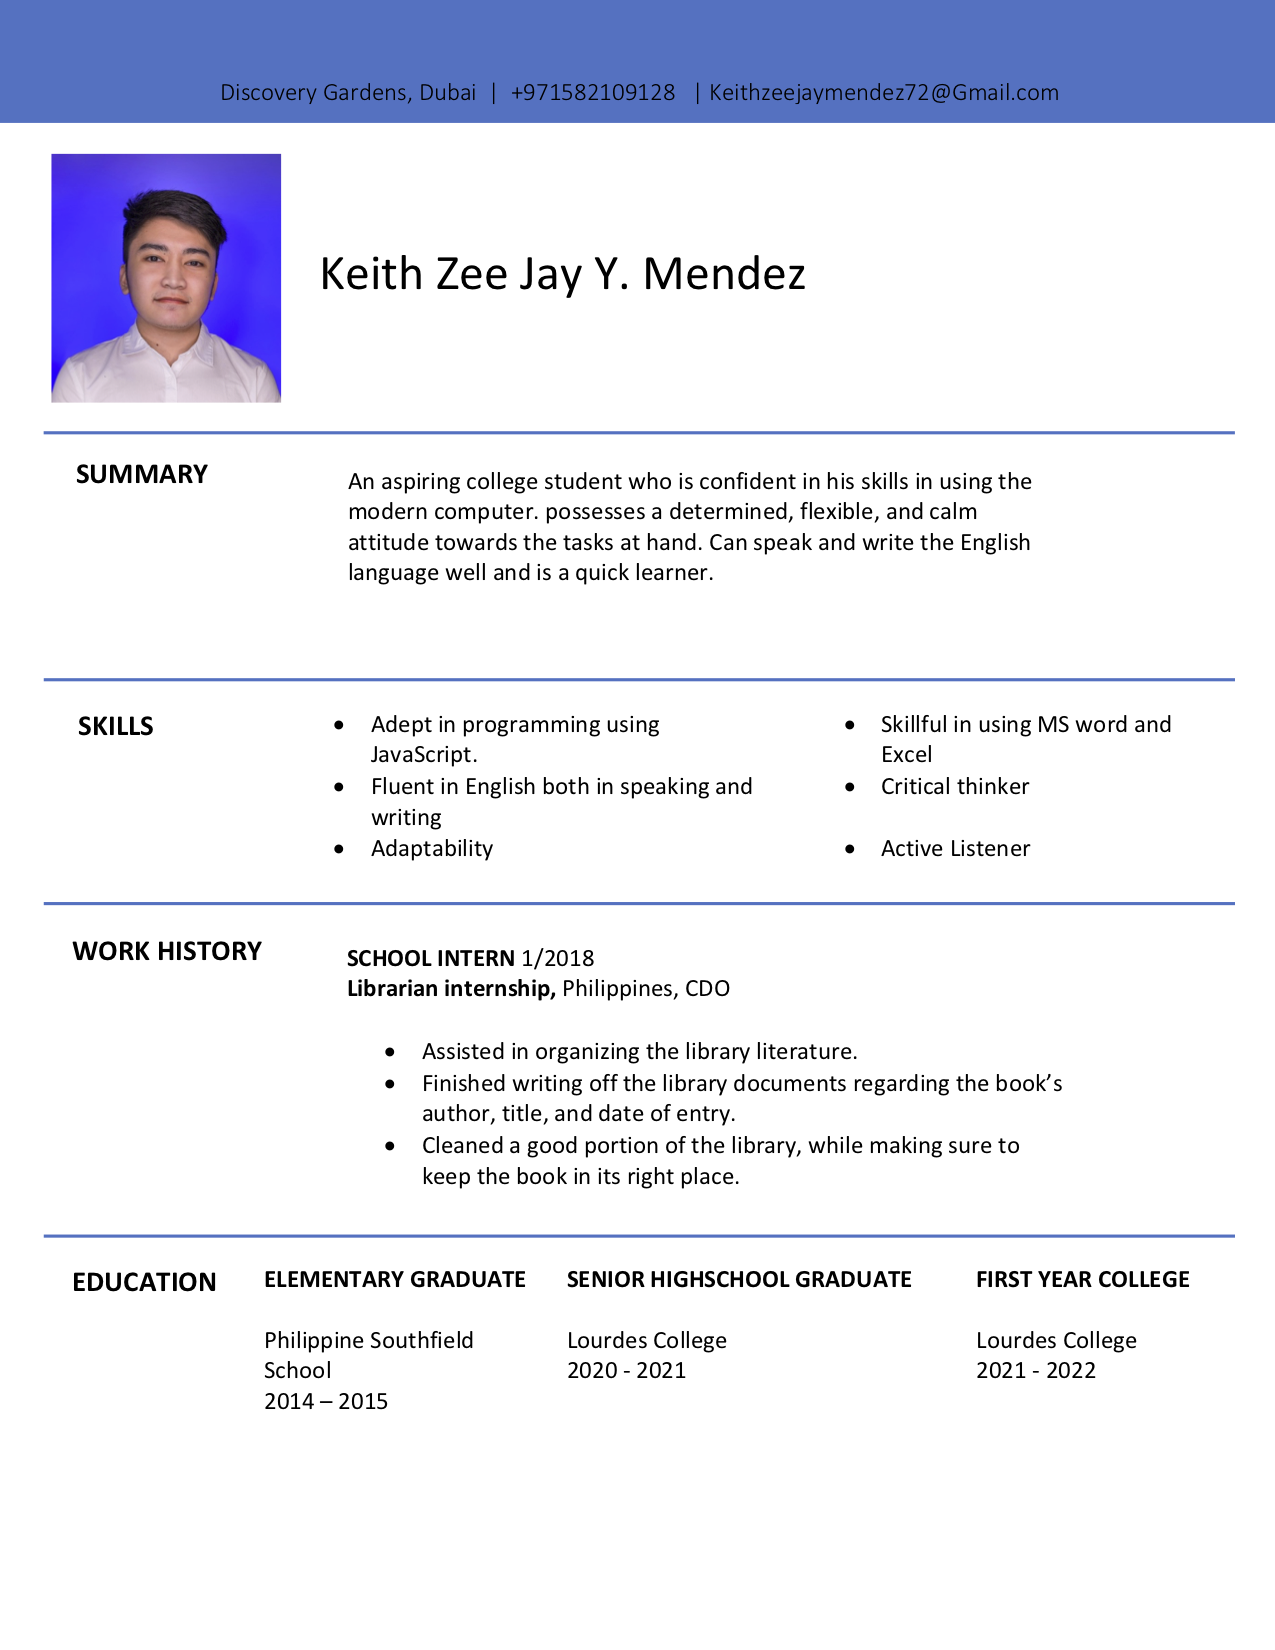 Discovery Gardens, Dubai | +971582109128 | Keithzeejaymendez72@Gmail.com
Keith Zee Jay Y. Mendez
SUMMARY
An aspiring college student who is confident in his skills in using the
modern computer. possesses a determined, flexible, and calm
attitude towards the tasks at hand. Can speak and write the English
language well and is a quick learner.
SKILLS
• Adept in programming using
JavaScript.
• Fluent in English both in speaking and
writing
• Adaptability
• Skillful in using MS word and
Excel
• Critical thinker
• Active Listener
WORK HISTORY
SCHOOL INTERN 1/2018
Librarian internship, Philippines, CDO
• Assisted in organizing the library literature.
• Finished writing off the library documents regarding the book’s
author, title, and date of entry.
• Cleaned a good portion of the library, while making sure to
keep the book in its right place.
EDUCATION
ELEMENTARY GRADUATE
Philippine Southfield
School
2014 – 2015
SENIOR HIGHSCHOOL GRADUATE
Lourdes College
2020 - 2021
FIRST YEAR COLLEGE
Lourdes College
2021 - 2022